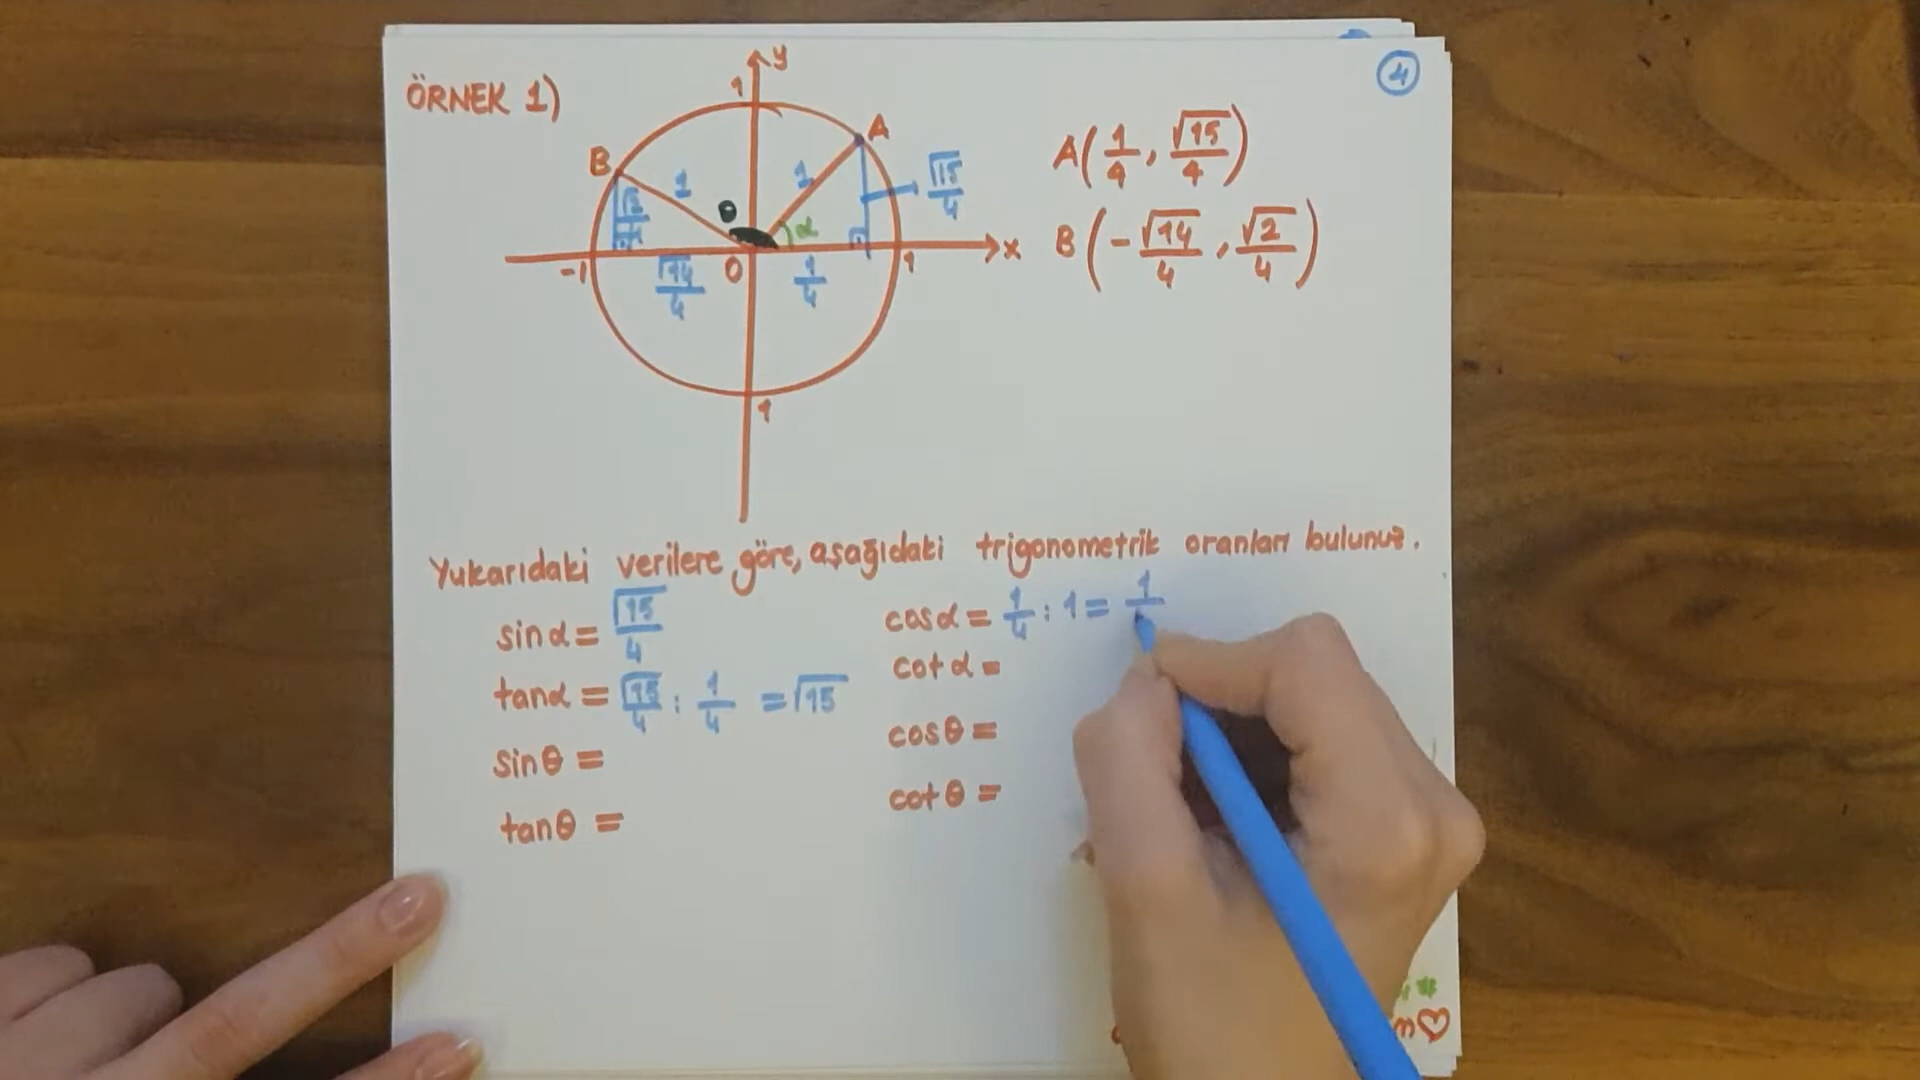 ÖRNEK 1)
4
y
1
A
B
1
1
√15/4
α
-1
0
1
x
√14/4
1/4
1
A(1/4, √15/4)
B(-√14/4, √2/4)
Yukarıdaki verilere göre, aşağıdaki trigonometrik oranları bulunuz.
sinα = √15/4
cosα = 1/4 : 1 = 1
tanα = √15/4 : 1/4 = √15
cotα =
sinθ =
cosθ =
tanθ =
cotθ =